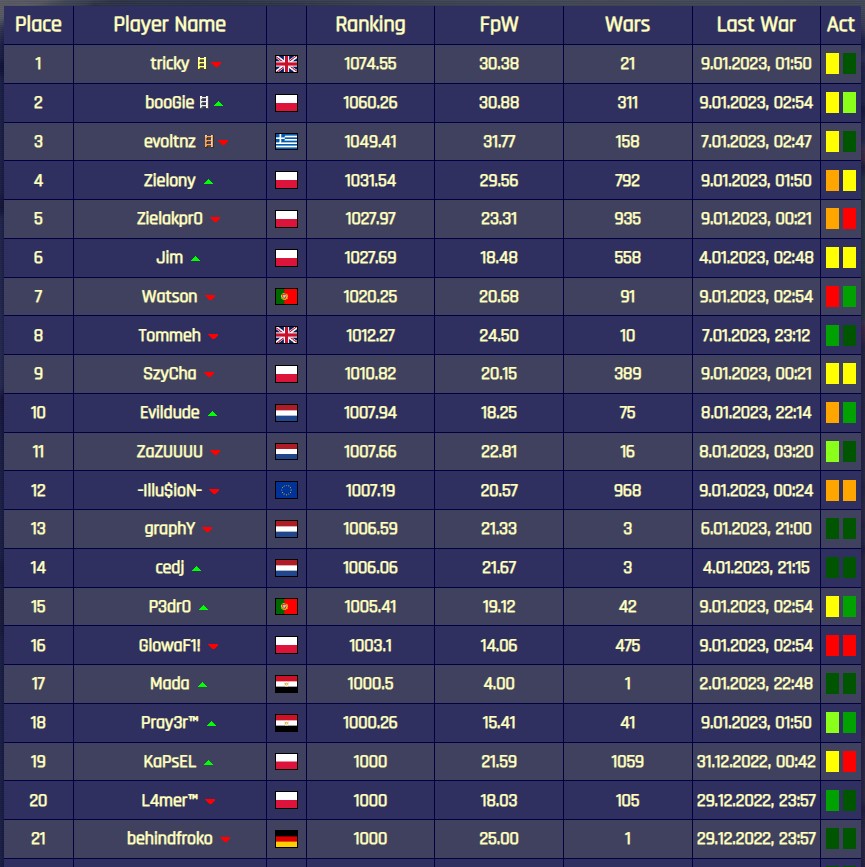 Place Player Name Ranking FpW Wars Last War Act
1 tricky 1074.55 30.38 21 9.01.2023, 01:50
2 booGie 1060.26 30.88 311 9.01.2023, 02:54
3 evoltnz 1049.41 31.77 158 7.01.2023, 02:47
4 Zielony 1031.54 29.56 792 9.01.2023, 01:50
5 Zielakpr0 1027.97 23.31 935 9.01.2023, 00:21
6 Jim 1027.69 18.48 558 4.01.2023, 02:48
7 Watson 1020.25 20.68 91 9.01.2023, 02:54
8 Tommeh 1012.27 24.50 10 7.01.2023, 23:12
9 SzyCha 1010.82 20.15 389 9.01.2023, 00:21
10 Evildude 1007.94 18.25 75 8.01.2023, 22:14
11 ZaZUUUU 1007.66 22.81 16 8.01.2023, 03:20
12 -Illu$ioN- 1007.19 20.57 968 9.01.2023, 00:24
13 graphY 1006.59 21.33 3 6.01.2023, 21:00
14 cedj 1006.06 21.67 3 4.01.2023, 21:15
15 P3dr0 1005.41 19.12 42 9.01.2023, 02:54
16 GlowaF1! 1003.1 14.06 475 9.01.2023, 02:54
17 Mada 1000.5 4.00 1 2.01.2023, 22:48
18 Pray3r™ 1000.26 15.41 41 9.01.2023, 01:50
19 KaPsEL 1000 21.59 1059 31.12.2022, 00:42
20 L4mer™ 1000 18.03 105 29.12.2022, 23:57
21 behindfroko 1000 25.00 1 29.12.2022, 23:57